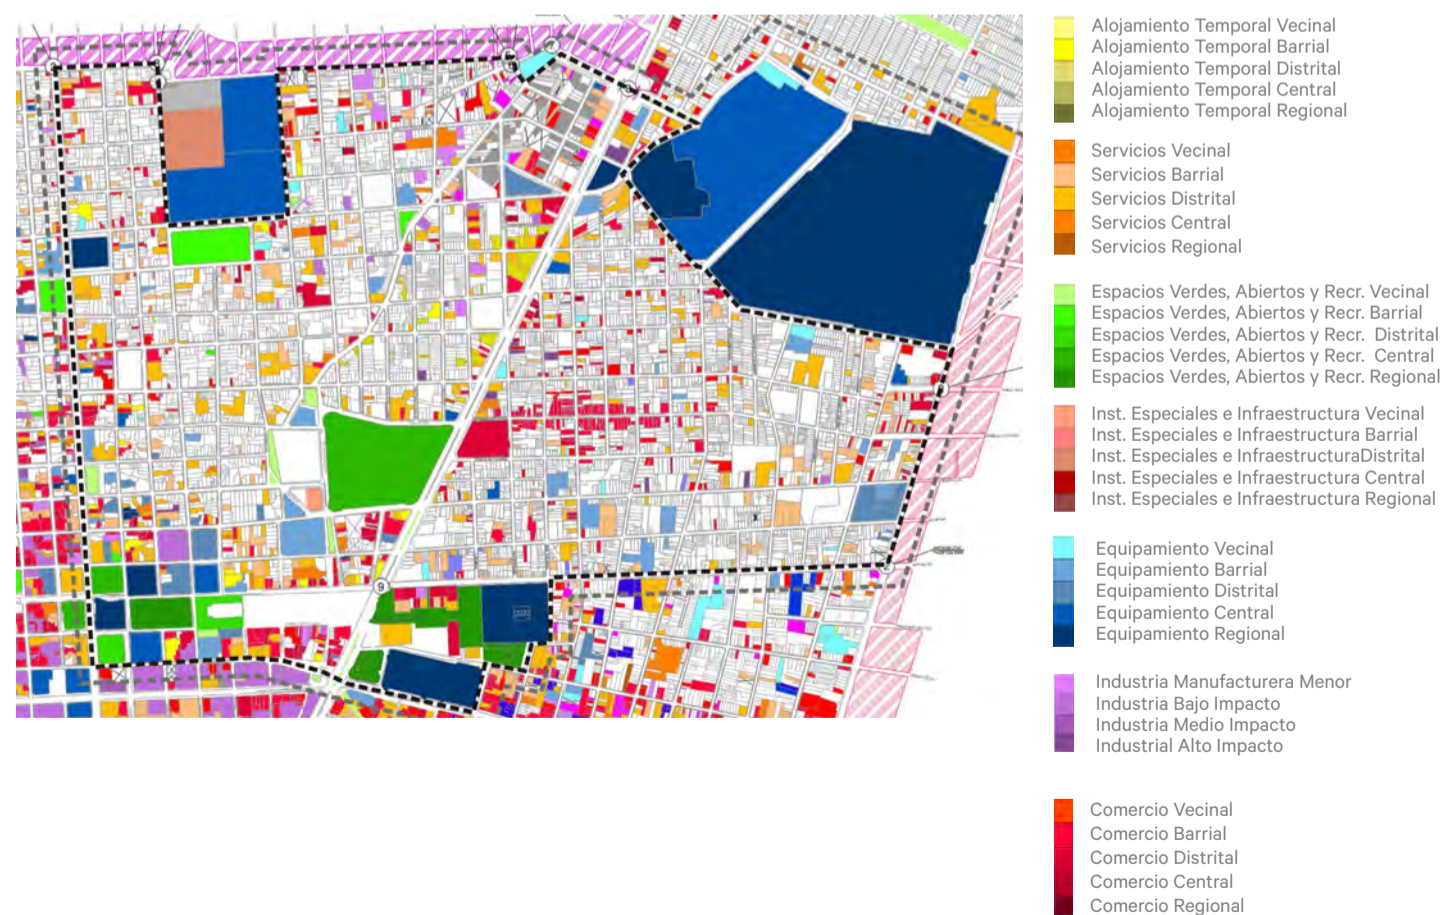 Alojamiento Temporal Vecinal
Alojamiento Temporal Barrial
Alojamiento Temporal Distrital
Alojamiento Temporal Central
Alojamiento Temporal Regional
Servicios Vecinal
Servicios Barrial
Servicios Distrital
Servicios Central
Servicios Regional
Espacios Verdes, Abiertos y Recr. Vecinal
Espacios Verdes, Abiertos y Recr. Barrial
Espacios Verdes, Abiertos y Recr. Distrital
Espacios Verdes, Abiertos y Recr. Central
Espacios Verdes, Abiertos y Recr. Regional
Inst. Especiales e Infraestructura Vecinal
Inst. Especiales e Infraestructura Barrial
Inst. Especiales e InfraestructuraDistrital
Inst. Especiales e Infraestructura Central
Inst. Especiales e Infraestructura Regional
Equipamiento Vecinal
Equipamiento Barrial
Equipamiento Distrital
Equipamiento Central
Equipamiento Regional
Industria Manufacturera Menor
Industria Bajo Impacto
Industria Medio Impacto
Industrial Alto Impacto
Comercio Vecinal
Comercio Barrial
Comercio Distrital
Comercio Central
Comercio Regional
9